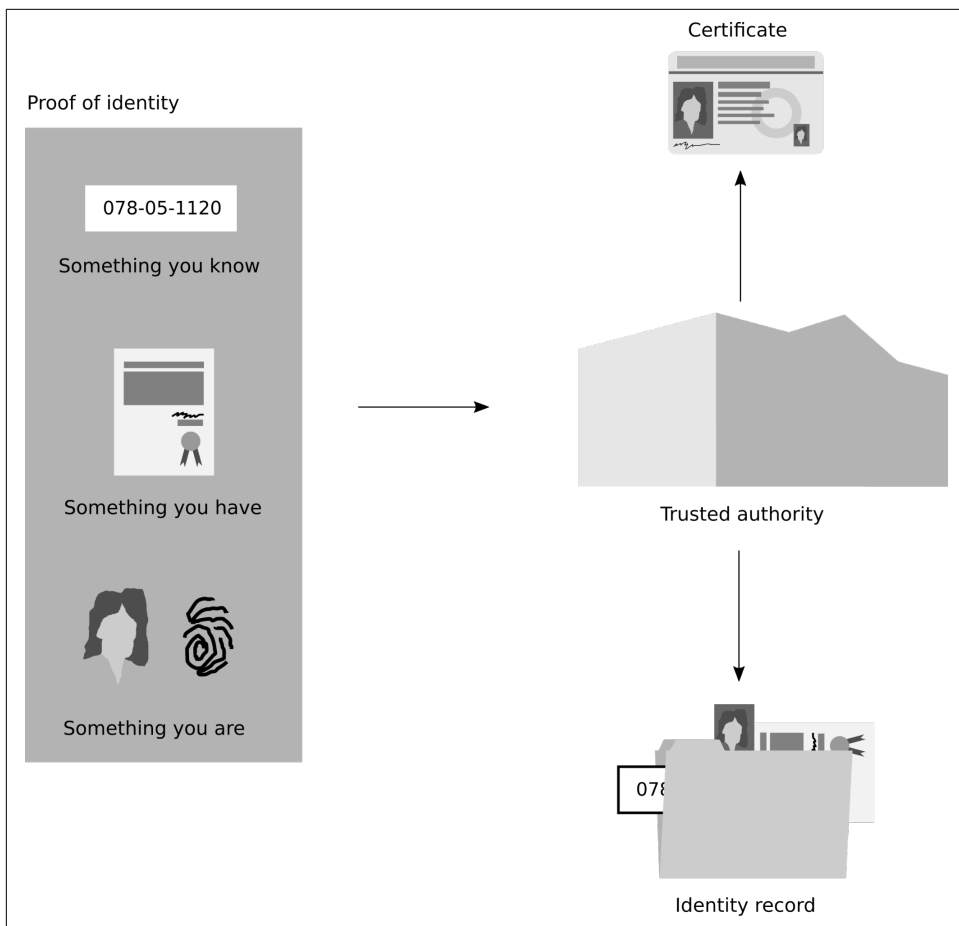 Proof of identity
078-05-1120
Something you know
Something you have
Something you are
Certificate
Trusted authority
078
Identity record